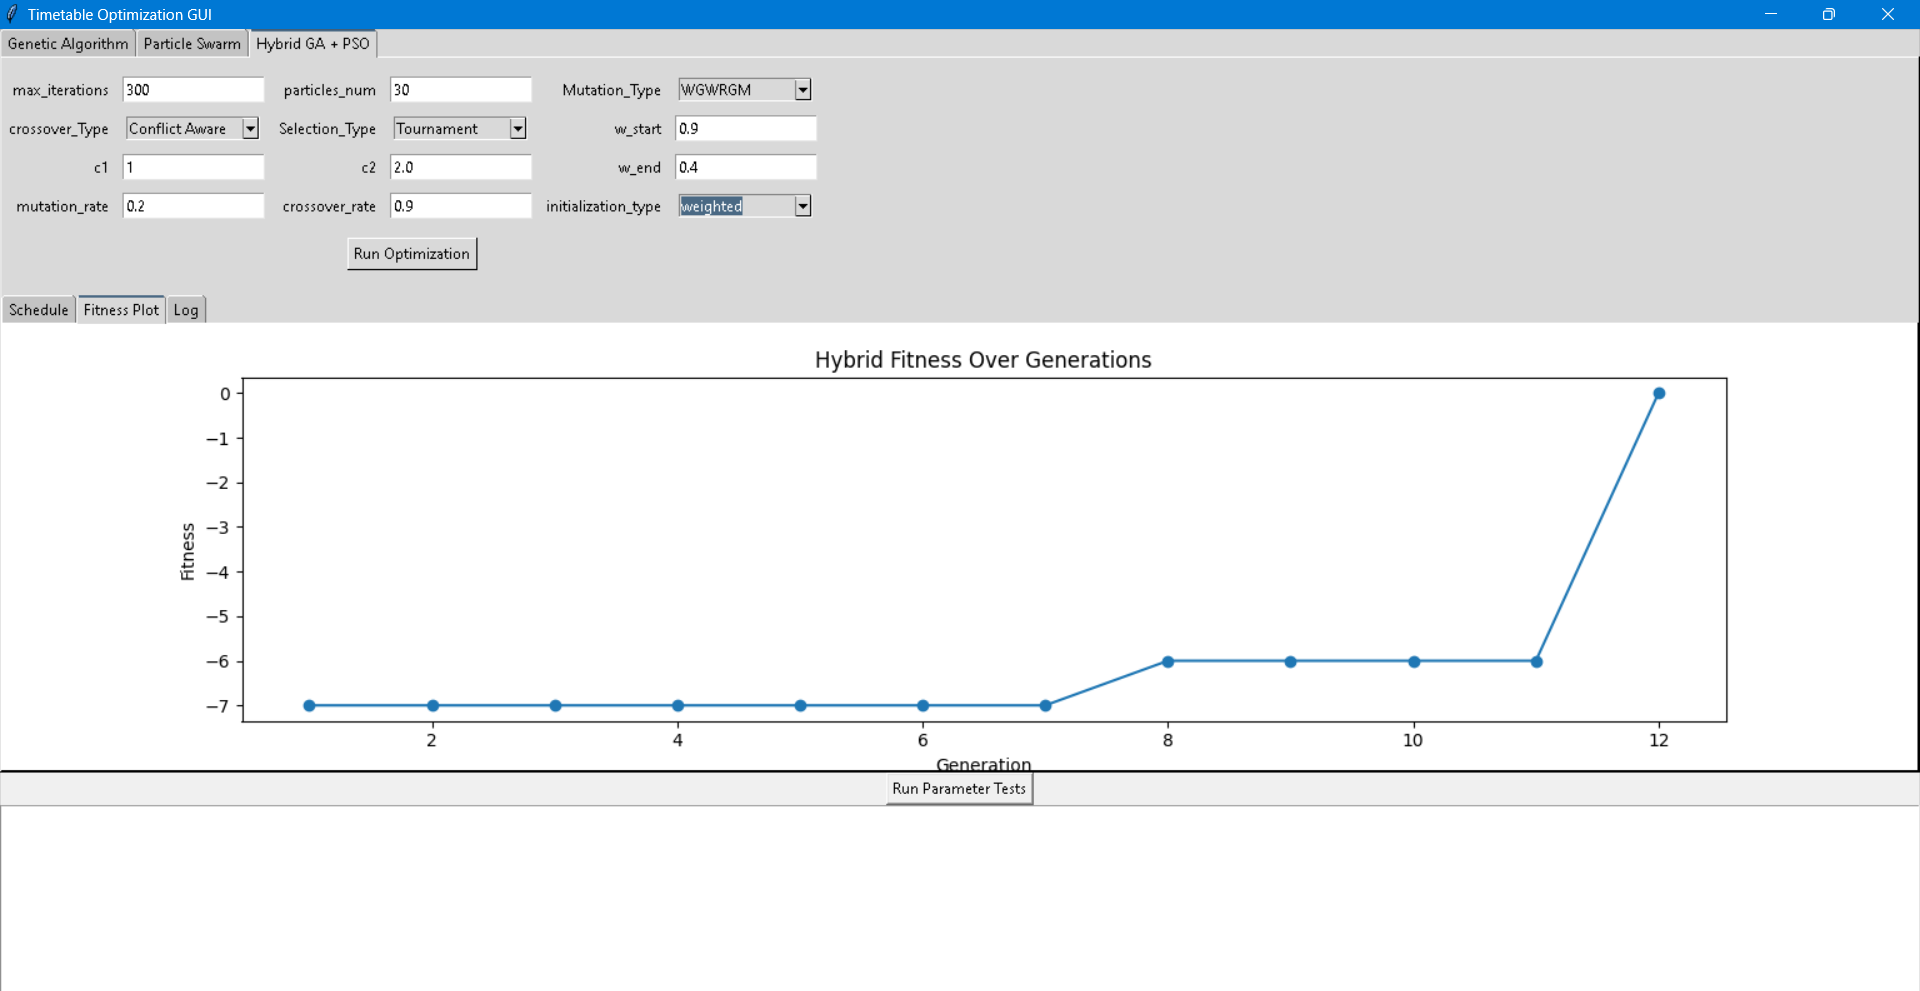 Timetable Optimization GUI
Genetic Algorithm Particle Swarm Hybrid GA + PSO
max_iterations 300 particles_num 30 Mutation_Type WGWRGM
crossover_Type Conflict Aware Selection_Type Tournament w_start 0.9
c1 1 c2 2.0 w_end 0.4
mutation_rate 0.2 crossover_rate 0.9 initialization_type weighted
Run Optimization
Schedule Fitness Plot Log
Hybrid Fitness Over Generations
0
−1
−2
−3
−4
−5
−6
−7
Fitness
2 4 6 8 10 12
Generation
Run Parameter Tests